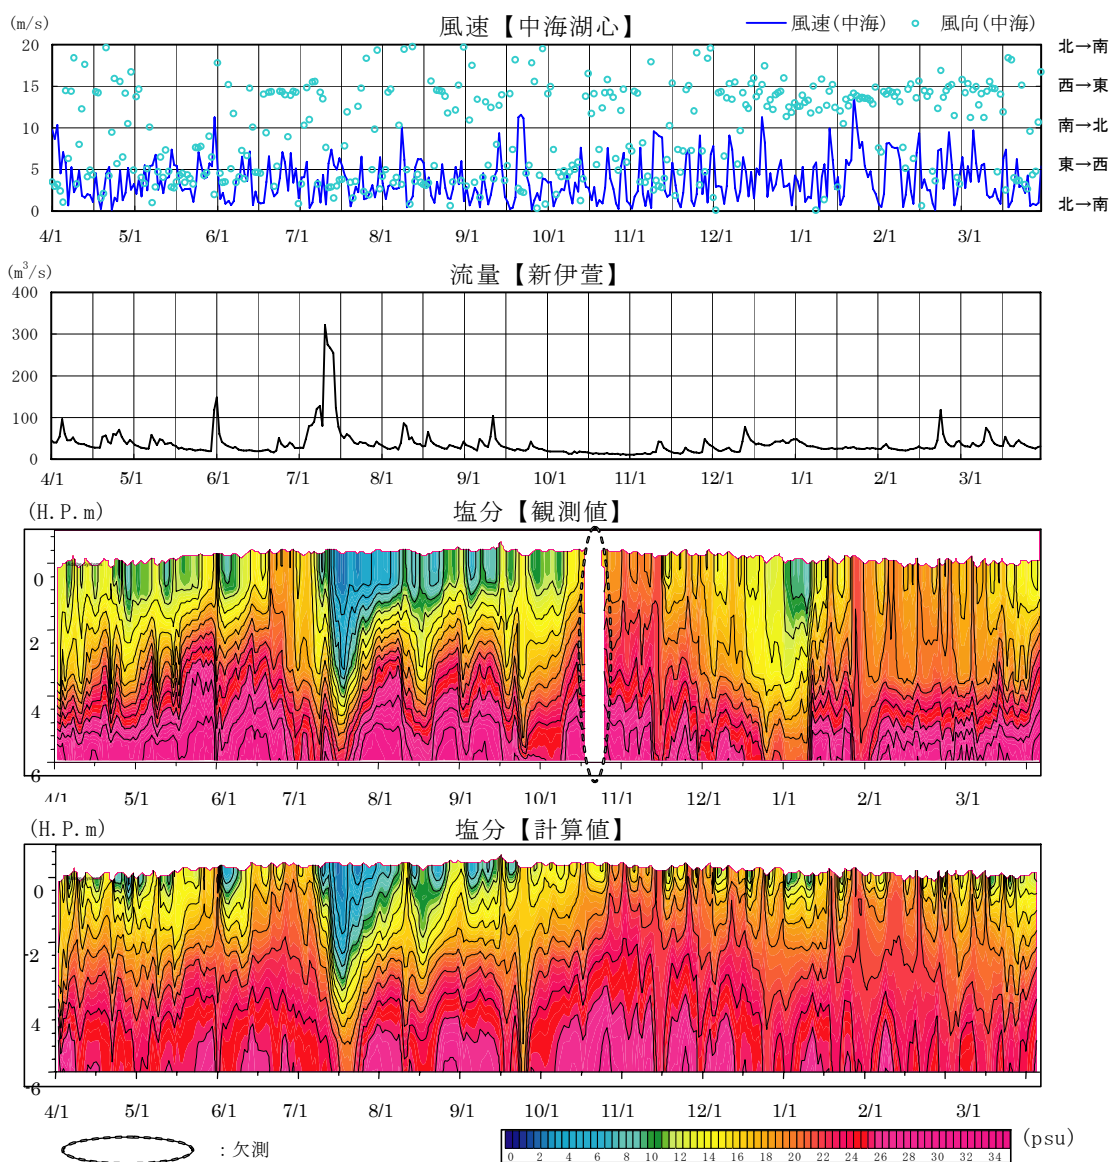 (m/s) 風速【中海湖心】 風速(中海) 風向(中海)
20 北→南
15 西→東
10 南→北
5 東→西
0 北→南
4/1 5/1 6/1 7/1 8/1 9/1 10/1 11/1 12/1 1/1 2/1 3/1
(m³/s) 流量【新伊萱】
400
300
200
100
0
4/1 5/1 6/1 7/1 8/1 9/1 10/1 11/1 12/1 1/1 2/1 3/1
(H.P.m) 塩分【観測値】
0
2
4
6
4/1 5/1 6/1 7/1 8/1 9/1 10/1 11/1 12/1 1/1 2/1 3/1
(H.P.m) 塩分【計算値】
0
-2
4
-6
4/1 5/1 6/1 7/1 8/1 9/1 10/1 11/1 12/1 1/1 2/1 3/1
：欠測
0 2 4 6 8 10 12 14 16 18 20 22 24 26 28 30 32 34 (psu)